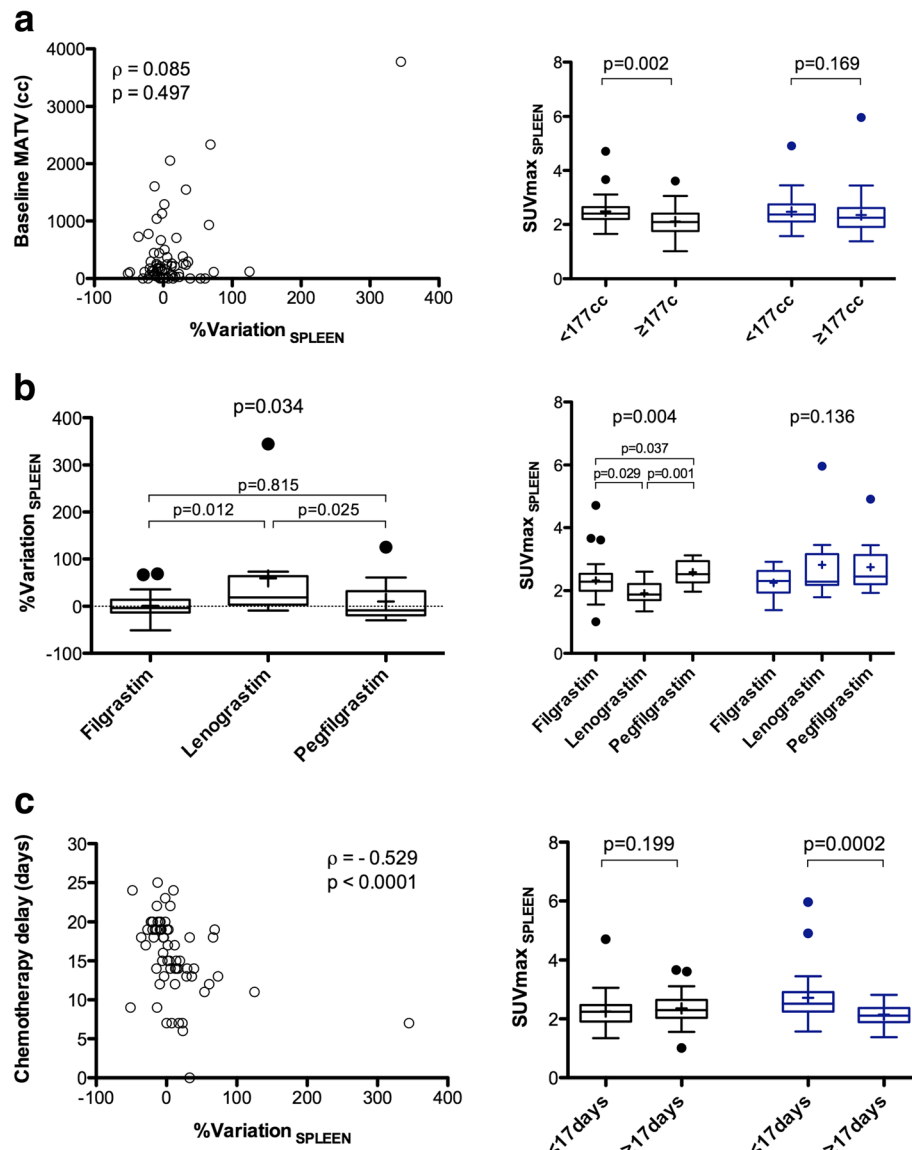 a
Baseline MATV (cc)
4000
3000
2000
1000
0
ρ = 0.085
p = 0.497
-100 0 100 200 300 400
%Variation SPLEEN
SUVmax SPLEEN
8
6
4
2
0
p=0.002
p=0.169
<177cc
≥177c
<177cc
≥177cc
b
%Variation SPLEEN
400
300
200
100
0
-100
p=0.034
p=0.815
p=0.012
p=0.025
Filgrastim
Lenograstim
Pegfilgrastim
SUVmax SPLEEN
8
6
4
2
0
p=0.004
p=0.136
p=0.037
p=0.029
p=0.001
Filgrastim
Lenograstim
Pegfilgrastim
Filgrastim
Lenograstim
Pegfilgrastim
c
Chemotherapy delay (days)
30
25
20
15
10
5
0
ρ = - 0.529
p < 0.0001
-100 0 100 200 300 400
%Variation SPLEEN
SUVmax SPLEEN
8
6
4
2
0
p=0.199
p=0.0002
17days
17days
17days
17days